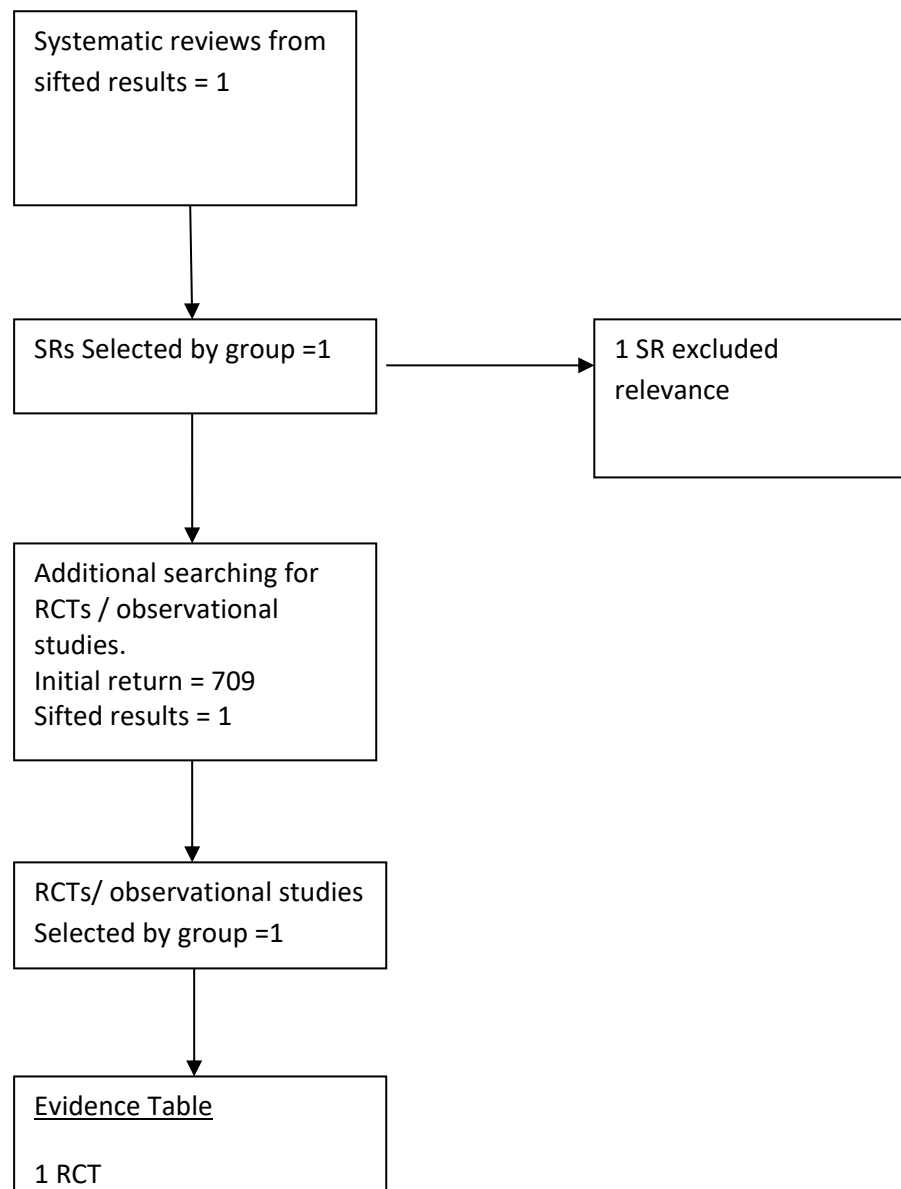 Systematic reviews from
sifted results = 1
SRs Selected by group =1
1 SR excluded
relevance
Additional searching for
RCTs / observational
studies.
Initial return = 709
Sifted results = 1
RCTs/ observational studies
Selected by group =1
Evidence Table
1 RCT